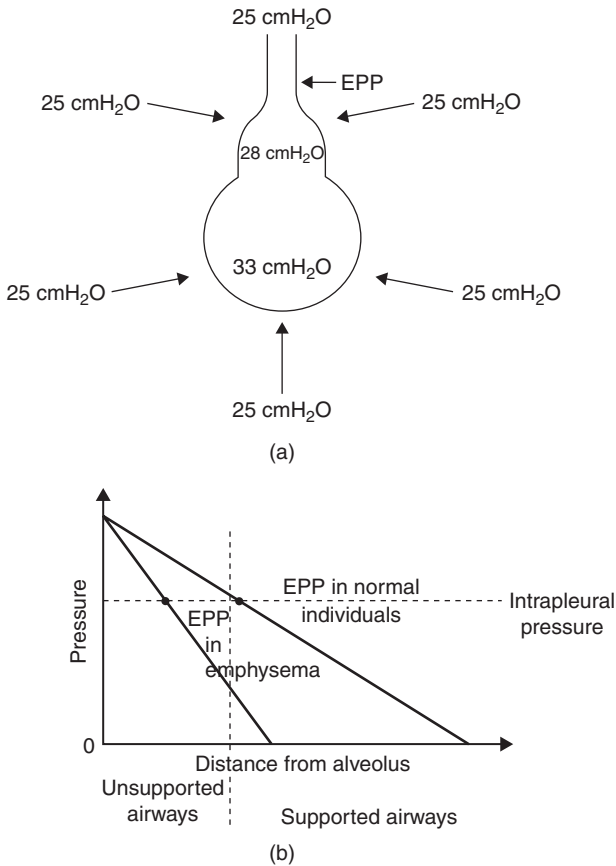 25 cmH₂O
EPP
25 cmH₂O
25 cmH₂O
28 cmH₂O
33 cmH₂O
25 cmH₂O
25 cmH₂O
25 cmH₂O
(a)
Pressure
EPP in normal
individuals
Intrapleural
pressure
EPP
in
emphysema
0
Distance from alveolus
Unsupported
airways
Supported airways
(b)